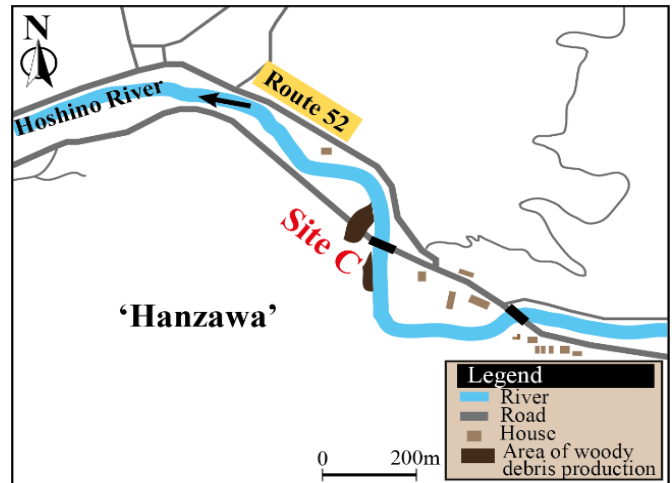 N
Hoshino River
Route 52
Site C
‘Hanzawa’
Legend
River
Road
House
Area of woody
debris production
0 200m